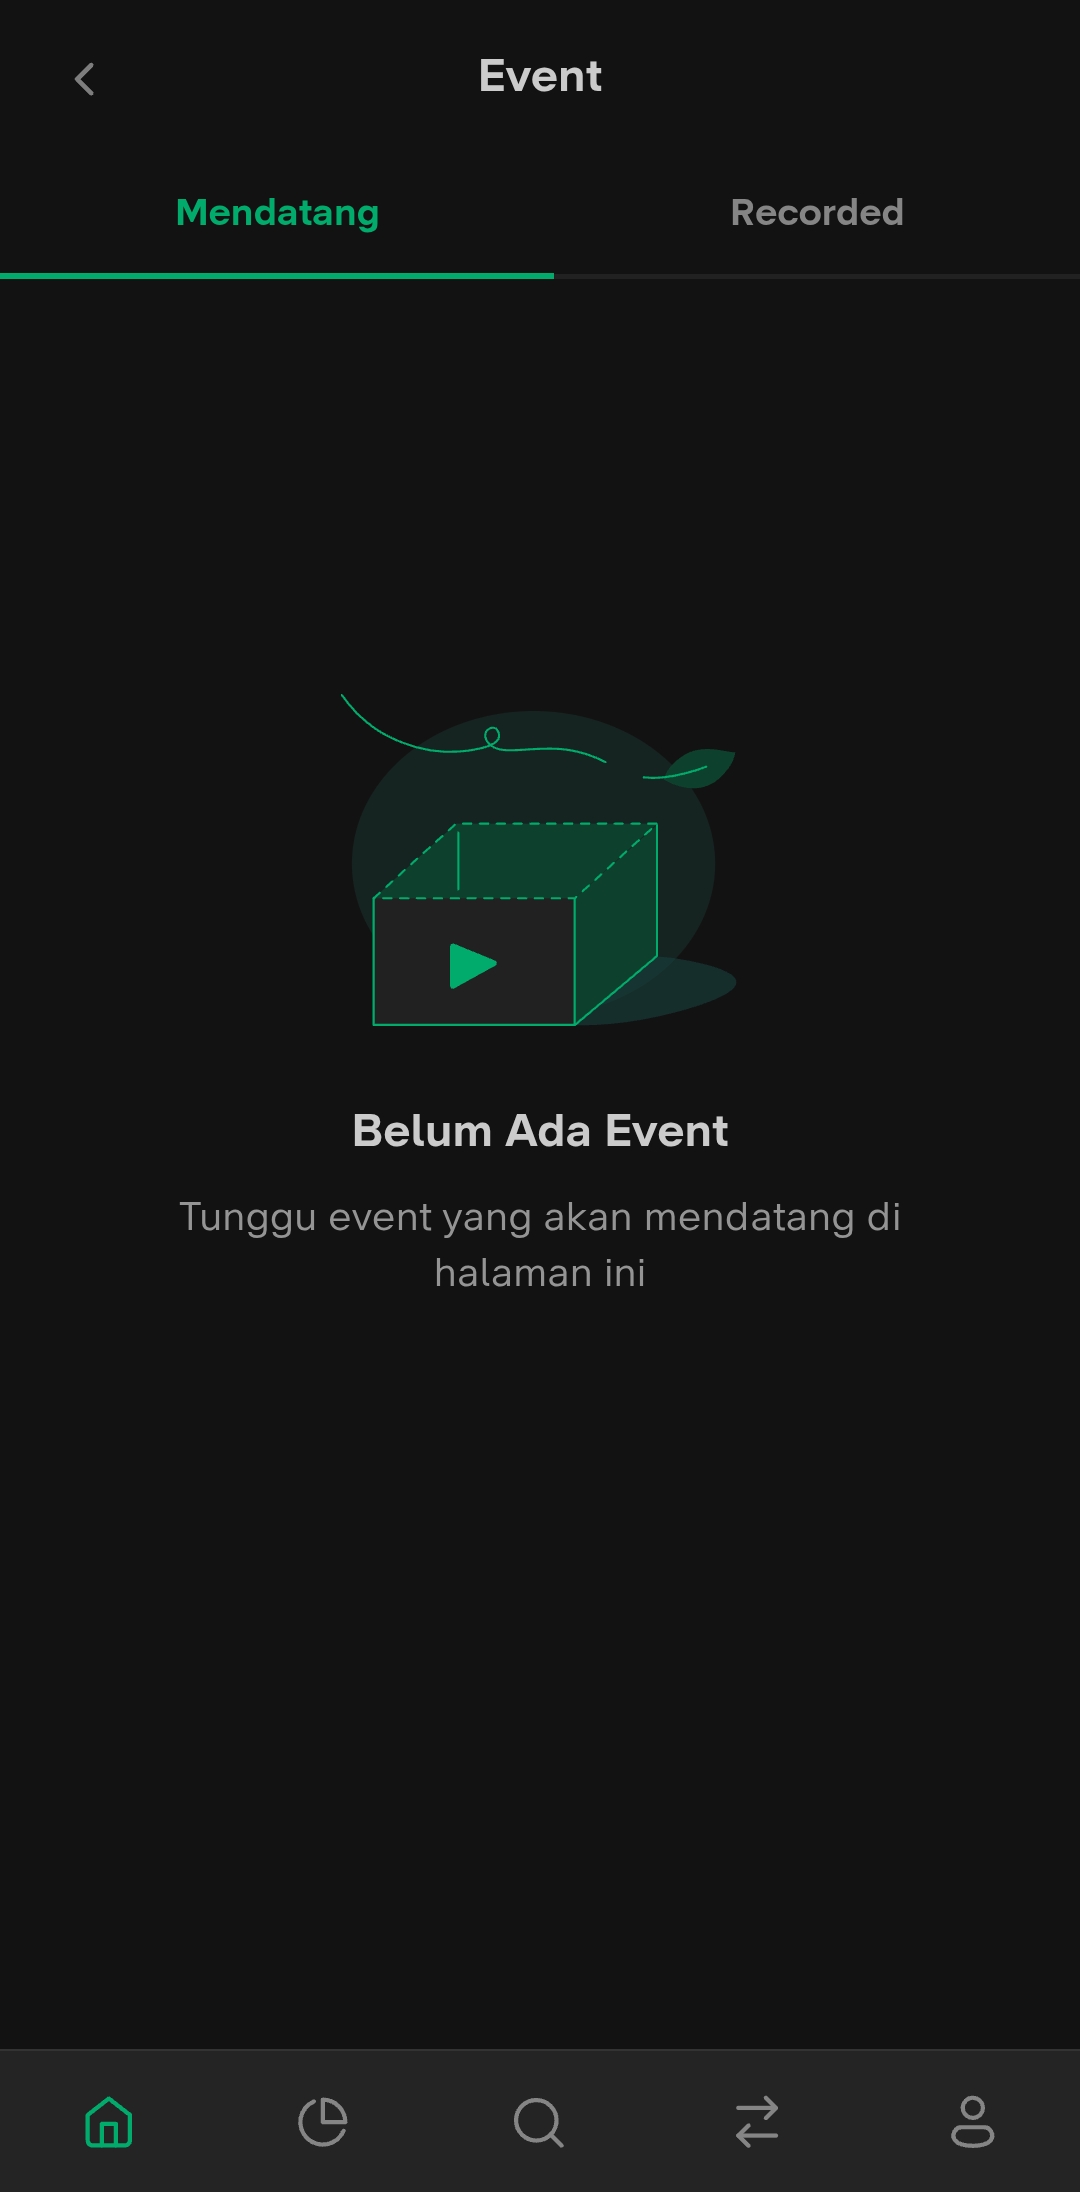 Event
Mendatang
Recorded
Belum Ada Event
Tunggu event yang akan mendatang di
halaman ini